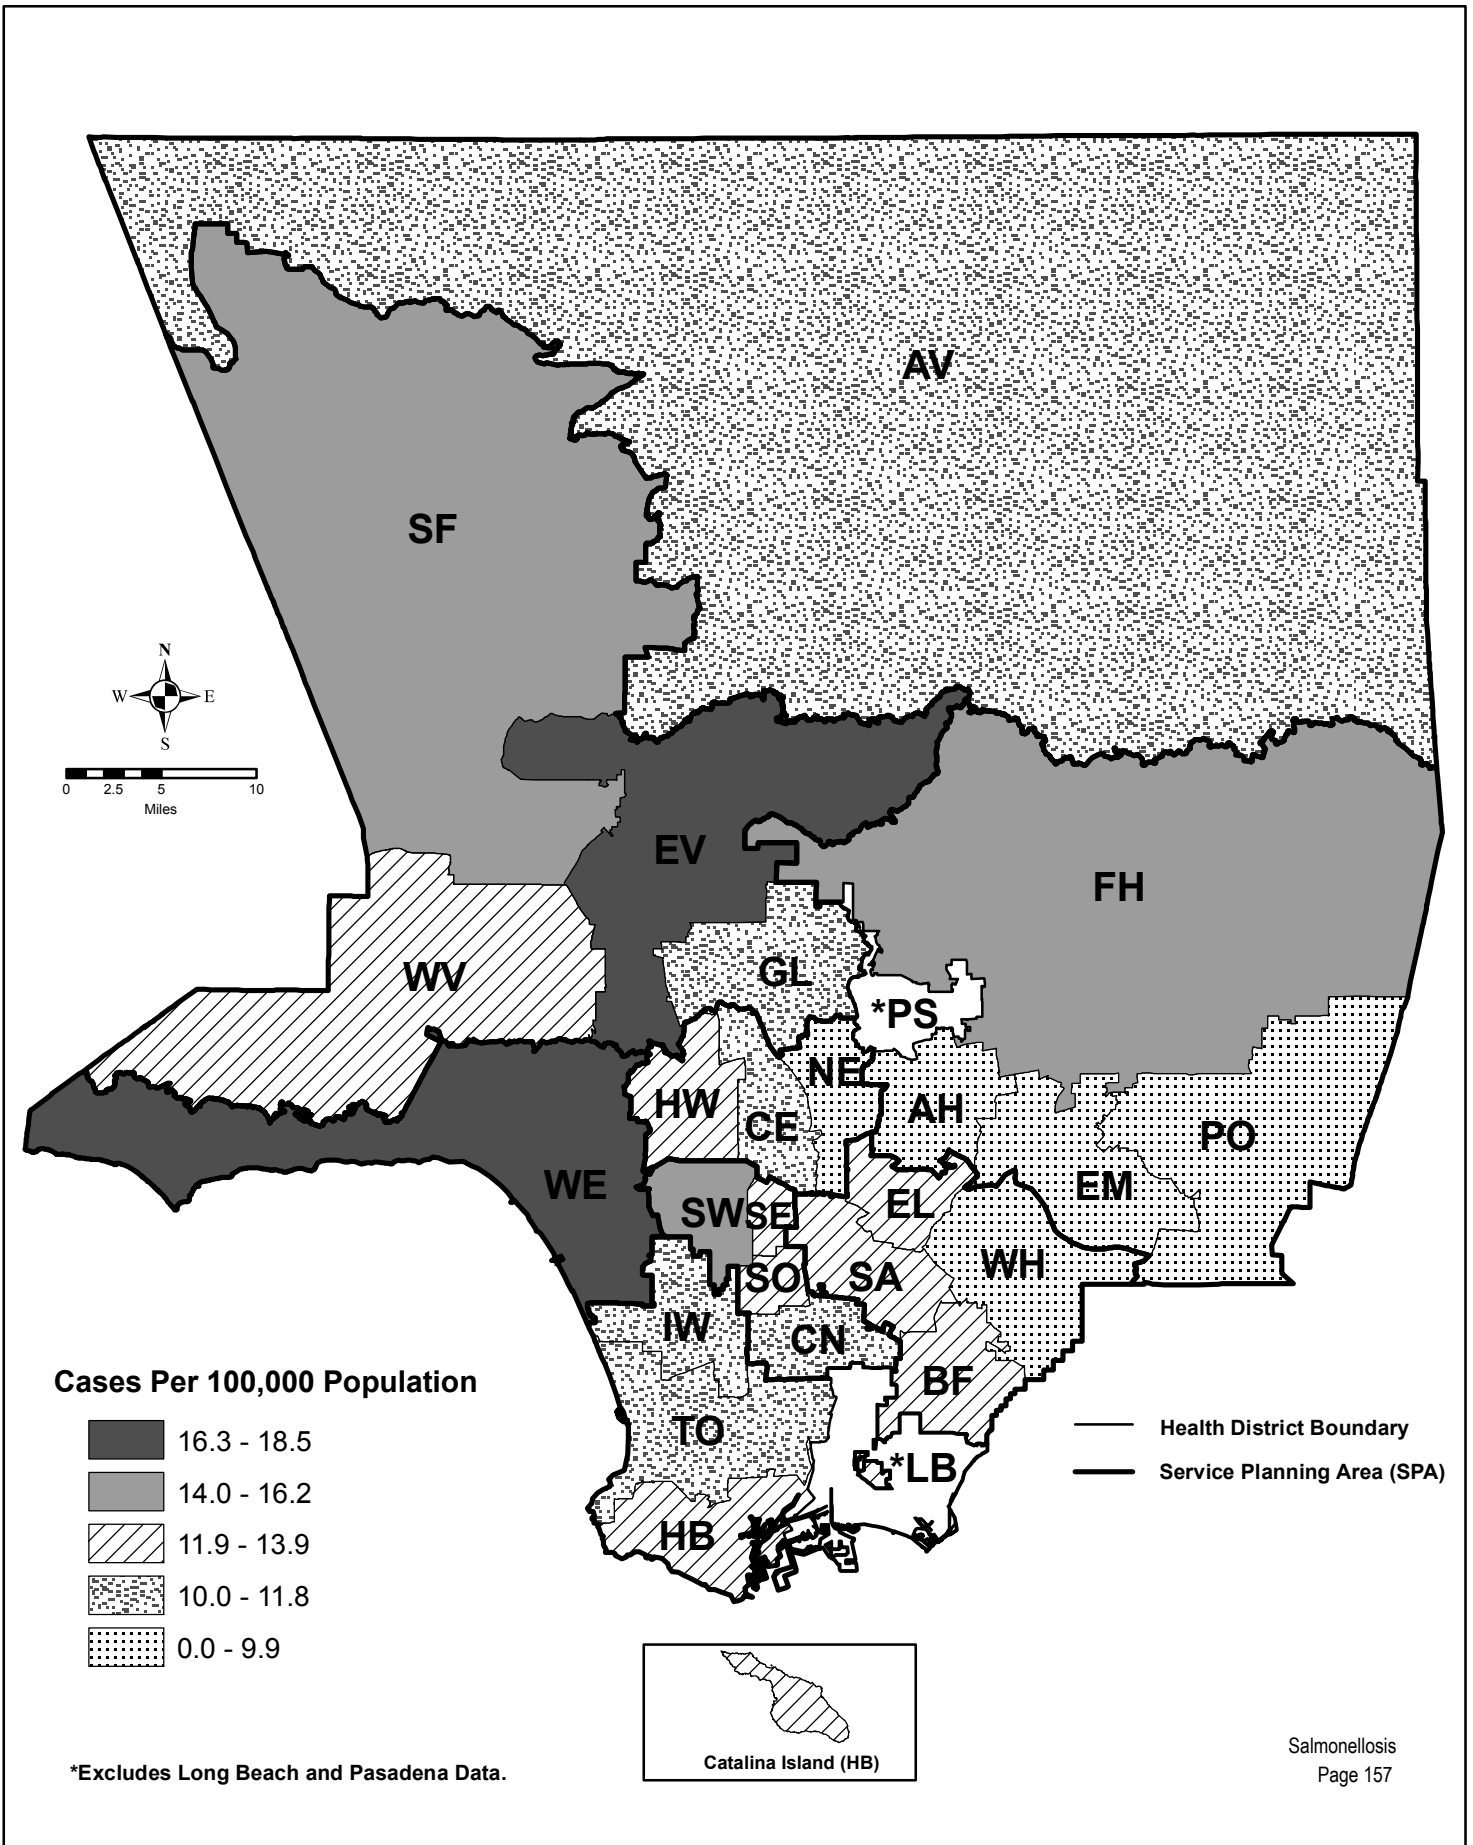 AV
SF
N
W E
S
0 2.5 5 10
Miles
EV
FH
WV
GL
*PS
NE
HW
AH
CE
PO
WE
EM
SW
SE
EL
WH
SO
SA
IW
CN
BF
TO
*LB
HB
Cases Per 100,000 Population
16.3 - 18.5
14.0 - 16.2
11.9 - 13.9
10.0 - 11.8
0.0 - 9.9
Health District Boundary
Service Planning Area (SPA)
Catalina Island (HB)
*Excludes Long Beach and Pasadena Data.
Salmonellosis
Page 157